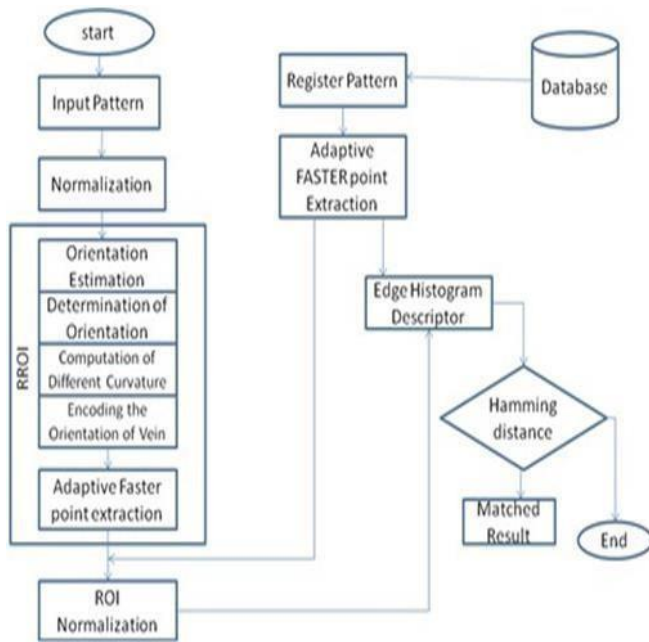 start
Input Pattern
Normalization
RROI
Orientation
Estimation
Determination of
Orientation
Computation of
Different Curvature
Encoding the
Orientation of Vein
Adaptive Faster
point extraction
ROI
Normalization
Register Pattern
Database
Adaptive
FASTER point
Extraction
Edge Histogram
Descriptor
Hamming
distance
Matched
Result
End